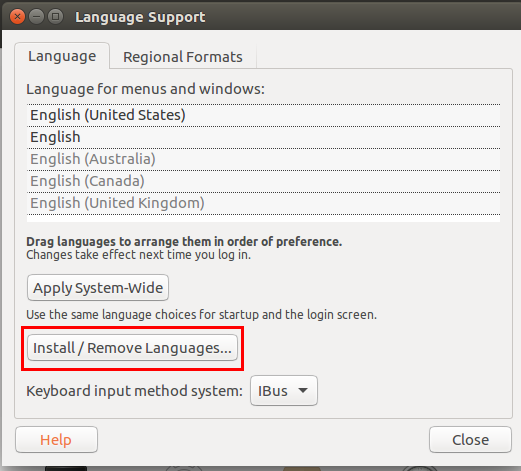 Language Support
Language
Regional Formats
Language for menus and windows:
English (United States)
English
English (Australia)
English (Canada)
English (United Kingdom)
Drag languages to arrange them in order of preference.
Changes take effect next time you log in.
Apply System-Wide
Use the same language choices for startup and the login screen.
Install / Remove Languages...
Keyboard input method system: IBus
Help
Close